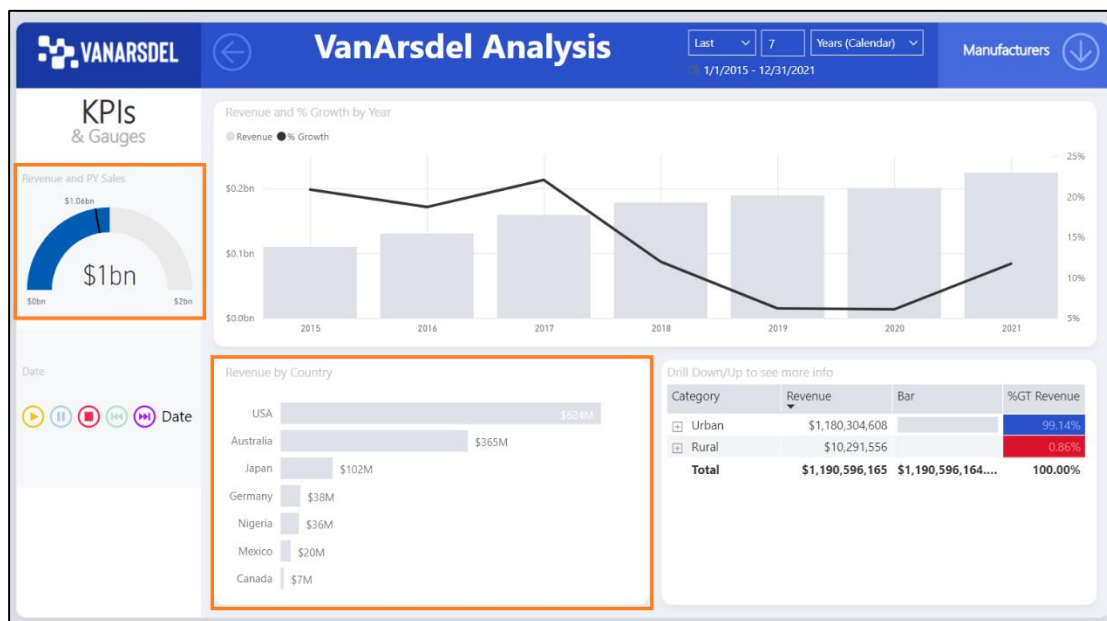 VANARSDEL
VanArsdel Analysis
Last 7 Years (Calendar)
1/1/2015 - 12/31/2021
Manufacturers
KPIs
& Gauges
Revenue and PY Sales
$1.06bn
$1bn
$0bn $2bn
Date
Date
Revenue and % Growth by Year
Revenue % Growth
25%
$0.2bn
20%
15%
$0.1bn
10%
$0.0bn
5%
2015 2016 2017 2018 2019 2020 2021
Revenue by Country
USA $624M
Australia $365M
Japan $102M
Germany $38M
Nigeria $36M
Mexico $20M
Canada $7M
Drill Down/Up to see more info
Category Revenue Bar %GT Revenue
Urban $1,180,304,608 99.14%
Rural $10,291,556 0.86%
Total $1,190,596,165 $1,190,596,164.... 100.00%